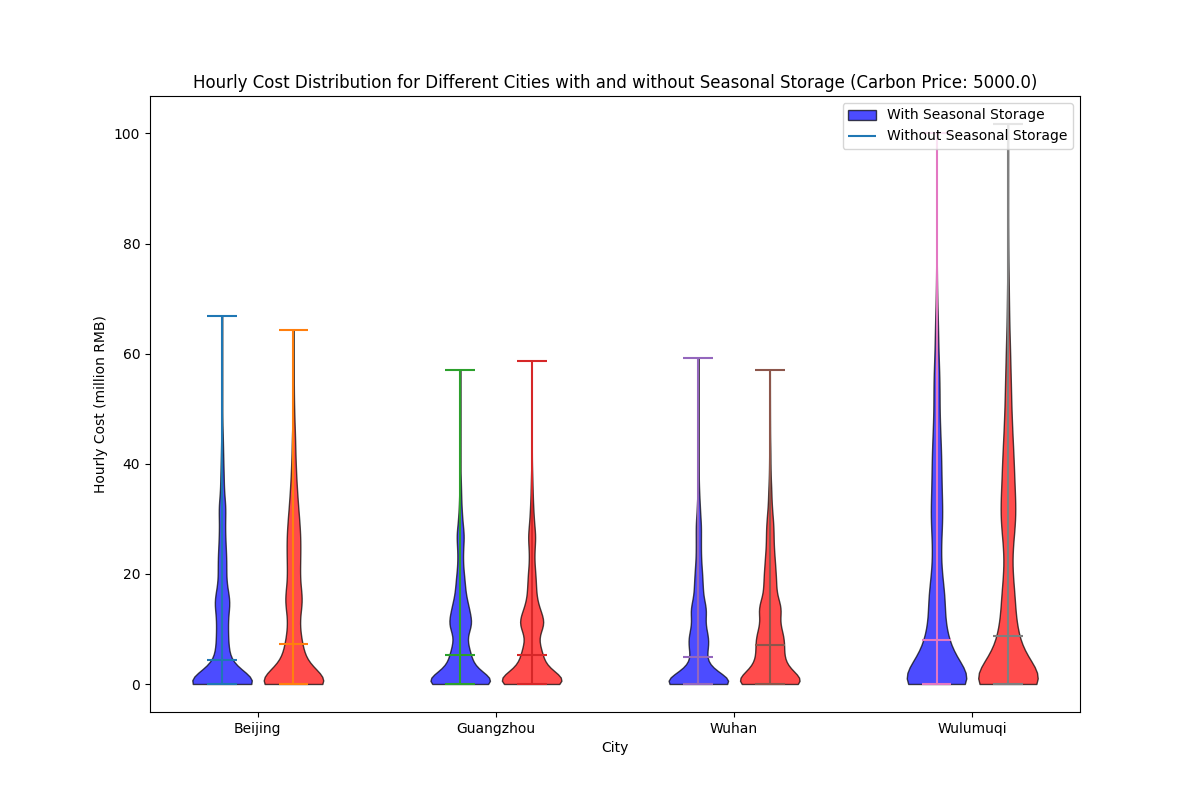 Hourly Cost Distribution for Different Cities with and without Seasonal Storage (Carbon Price: 5000.0)
With Seasonal Storage
Without Seasonal Storage
100
80
60
40
20
0
Hourly Cost (million RMB)
Beijing
Guangzhou
Wuhan
Wulumuqi
City